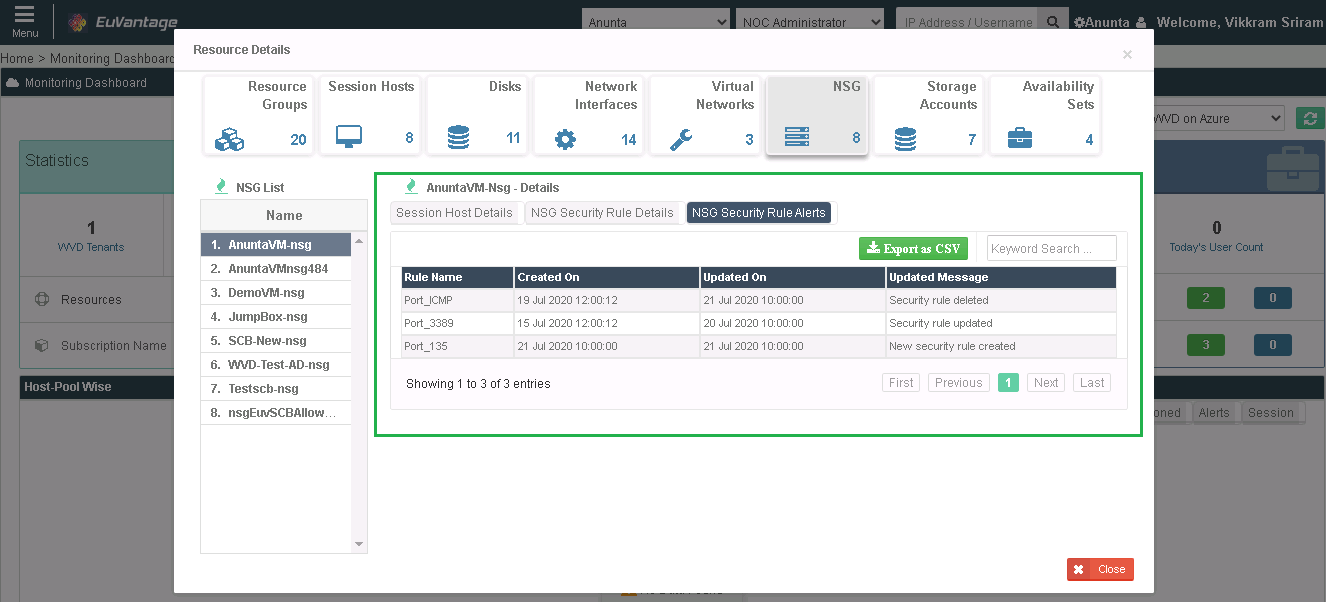 Menu
EuVantage
Anunta
NOC Administrator
IP Address / Username
Anunta
Welcome, Vikkram Sriram
Home > Monitoring Dashboard
Monitoring Dashboard
WVD on Azure
Statistics
1
WVD Tenants
Resources
Subscription Name
Host-Pool Wise
0
Today's User Count
2 0
3 0
Alerts
Session
Resource Details
×
Resource Groups
20
Session Hosts
8
Disks
11
Network Interfaces
14
Virtual Networks
3
NSG
8
Storage Accounts
7
Availability Sets
4
NSG List
Name
1. AnuntaVM-nsg
2. AnuntaVMnsg484
3. DemoVM-nsg
4. JumpBox-nsg
5. SCB-New-nsg
6. WVD-Test-AD-nsg
7. Testscb-nsg
8. nsgEuvSCBAllow...
AnuntaVM-Nsg - Details
Session Host Details
NSG Security Rule Details
NSG Security Rule Alerts
Export as CSV
Keyword Search ...
Rule Name Created On Updated On Updated Message
Port_ICMP 19 Jul 2020 12:00:12 21 Jul 2020 10:00:00 Security rule deleted
Port_3389 15 Jul 2020 12:00:12 20 Jul 2020 10:00:00 Security rule updated
Port_135 21 Jul 2020 10:00:00 21 Jul 2020 10:00:00 New security rule created
Showing 1 to 3 of 3 entries
First Previous 1 Next Last
Close